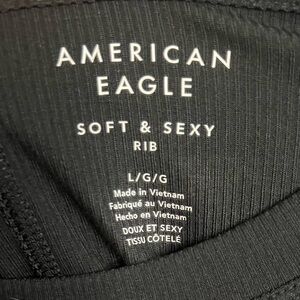 AMERICAN
EAGLE
SOFT & SEXY
RIB
L/G/G
Made in Vietnam
Fabriqué au Vietnam
Hecho en Vietnam
DOUX ET SEXY
TISSU CÔTELÉ